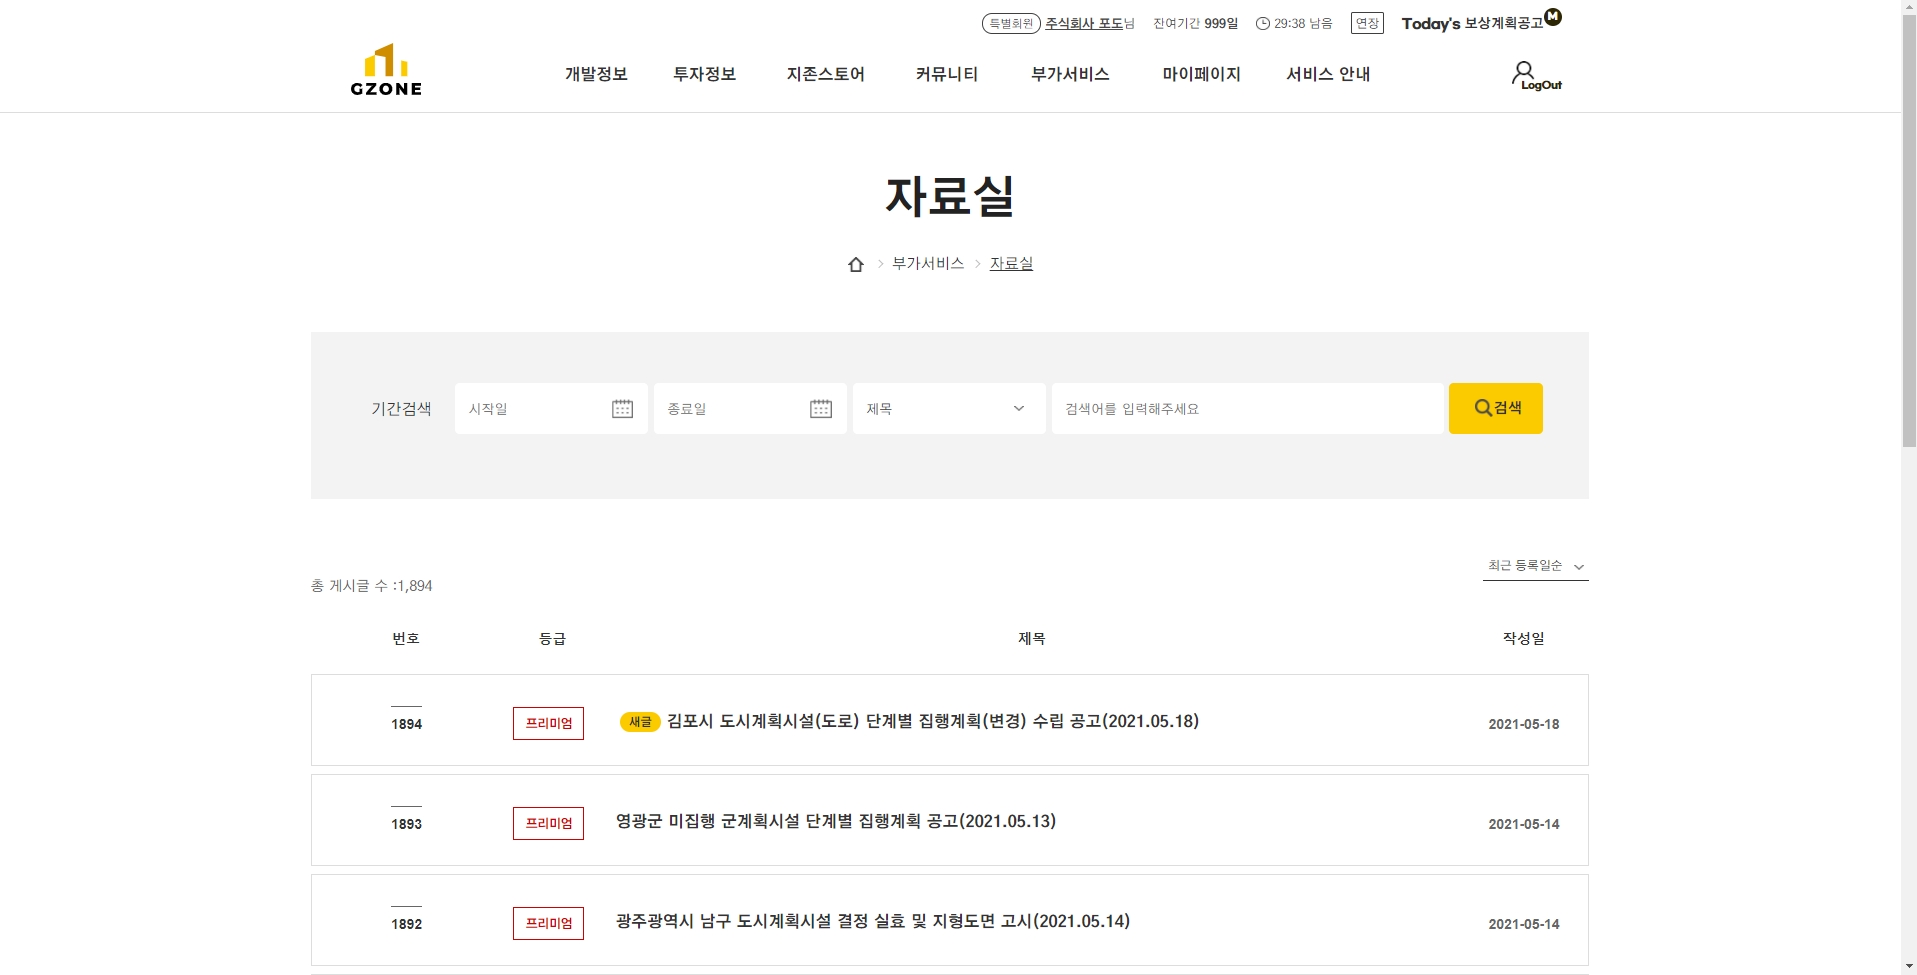 특별회원 주식회사 포도님 잔여기간 999일 29:38 남음 연장 Today's 보상계획공고 M
GZONE
개발정보 투자정보 지존스토어 커뮤니티 부가서비스 마이페이지 서비스 안내 LogOut
자료실
부가서비스 자료실
기간검색 시작일 종료일 제목 검색어를 입력해주세요 검색
최근 등록일순
총 게시글 수 :1,894
번호 등급 제목 작성일
1894 프리미엄 새글 김포시 도시계획시설(도로) 단계별 집행계획(변경) 수립 공고(2021.05.18) 2021-05-18
1893 프리미엄 영광군 미집행 군계획시설 단계별 집행계획 공고(2021.05.13) 2021-05-14
1892 프리미엄 광주광역시 남구 도시계획시설 결정 실효 및 지형도면 고시(2021.05.14) 2021-05-14